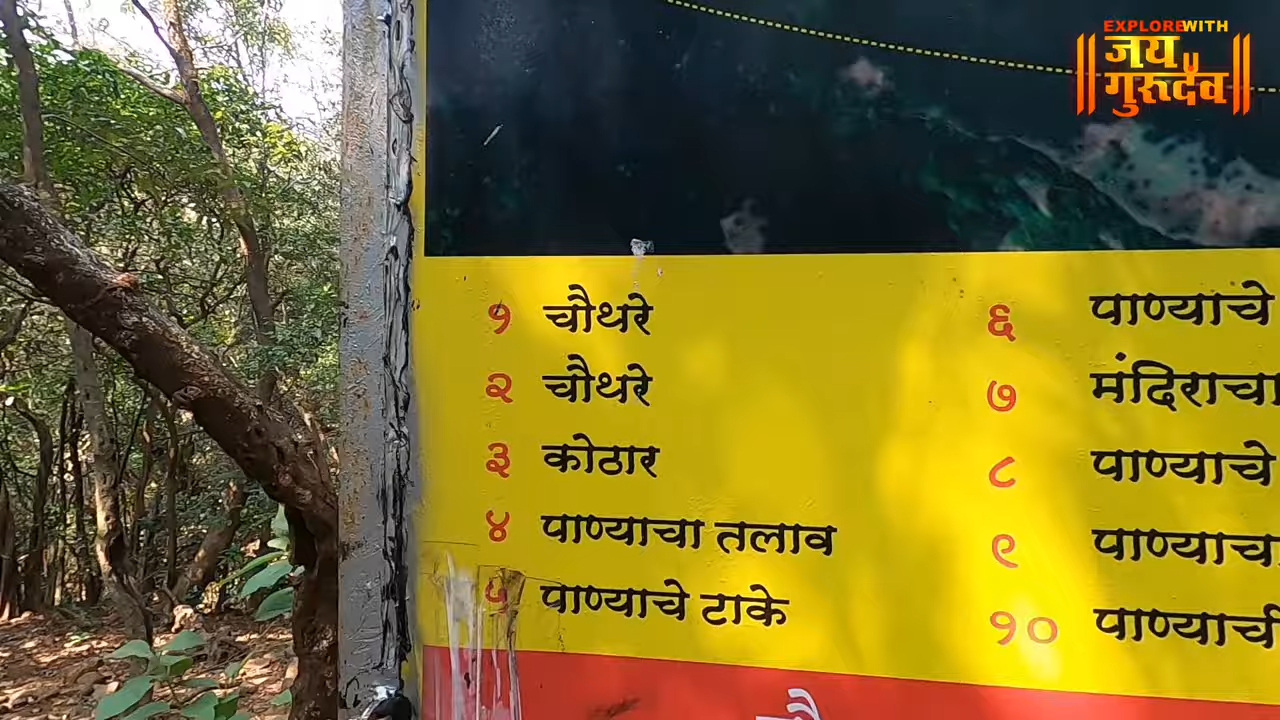 EXPLORE WITH
जय
गुरुदेव
१ चौथरे
२ चौथरे
३ कोठार
४ पाण्याचा तलाव
५ पाण्याचे टाके
६ पाण्याचे
७ मंदिराचा
८ पाण्याचे
९ पाण्याचा
१० पाण्याची